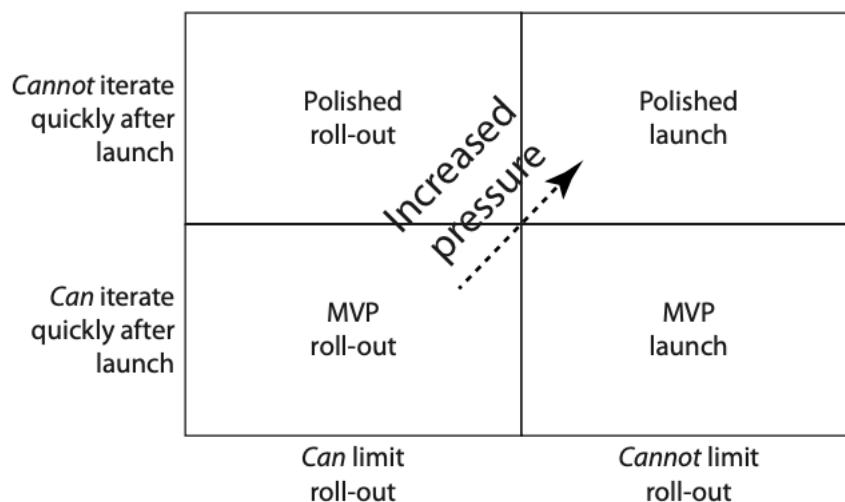 Cannot iterate
quickly after
launch
Polished
roll-out
Polished
launch
Increased
pressure
Can iterate
quickly after
launch
MVP
roll-out
MVP
launch
Can limit
roll-out
Cannot limit
roll-out